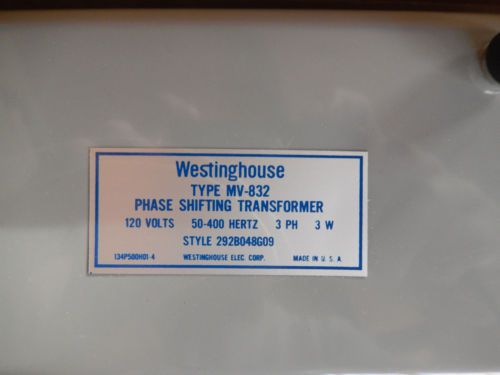 Westinghouse
TYPE MV-832
PHASE SHIFTING TRANSFORMER
120 VOLTS 50-400 HERTZ 3 PH 3 W
STYLE 292B048G09
134P500H01-4 WESTINGHOUSE ELEC. CORP. MADE IN U. S. A.